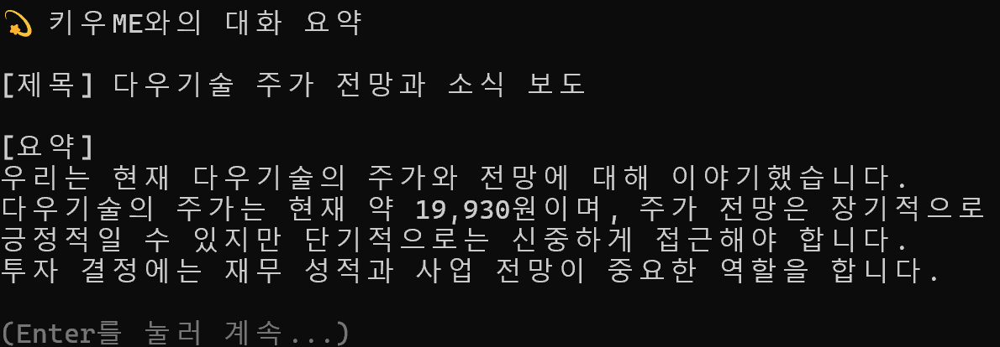 💫 키우ME와의 대화 요약
[제목] 다우기술 주가 전망과 소식 보도
[요약]
우리는 현재 다우기술의 주가와 전망에 대해 이야기했습니다.
다우기술의 주가는 현재 약 19,930원이며, 주가 전망은 장기적으로
긍정적일 수 있지만 단기적으로는 신중하게 접근해야 합니다.
투자 결정에는 재무 성적과 사업 전망이 중요한 역할을 합니다.
(Enter를 눌러 계속...)